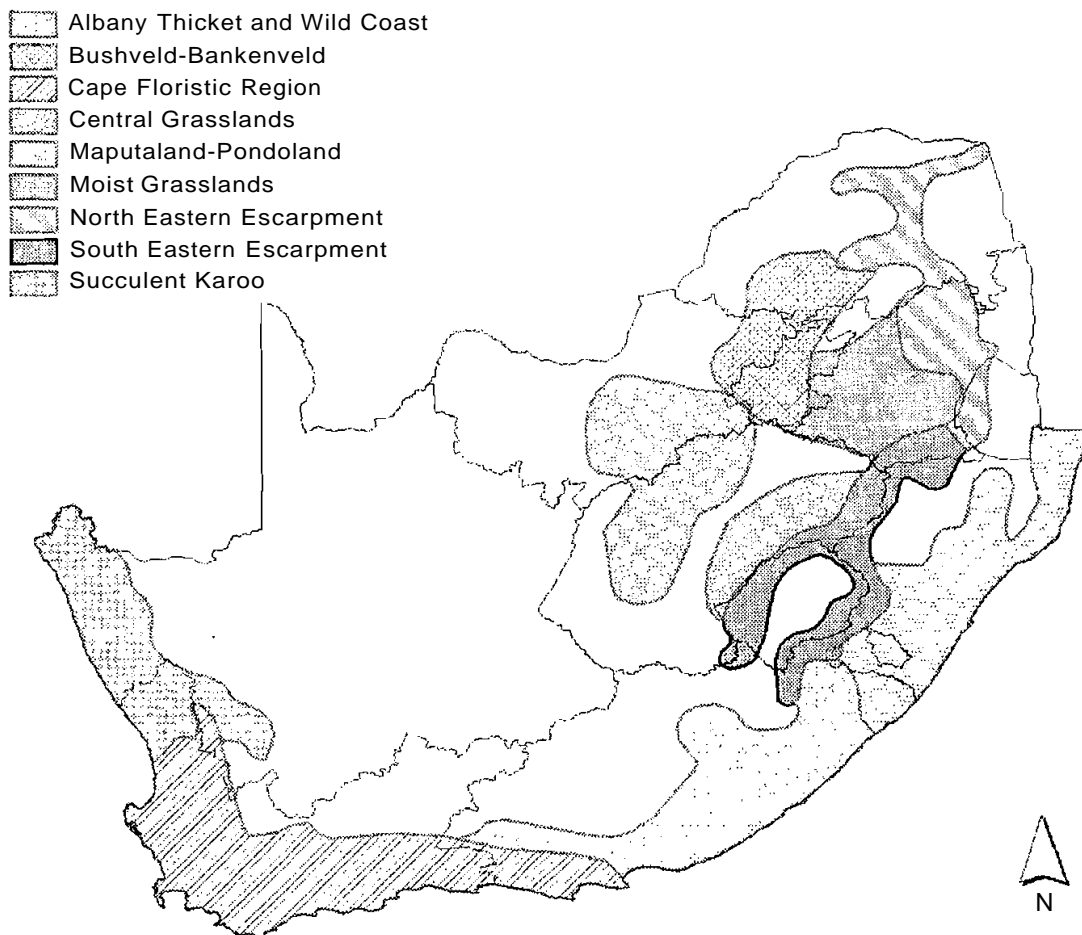 Albany Thicket and Wild Coast
Bushveld-Bankenveld
Cape Floristic Region
Central Grasslands
Maputaland-Pondoland
Moist Grasslands
North Eastern Escarpment
South Eastern Escarpment
Succulent Karoo
N